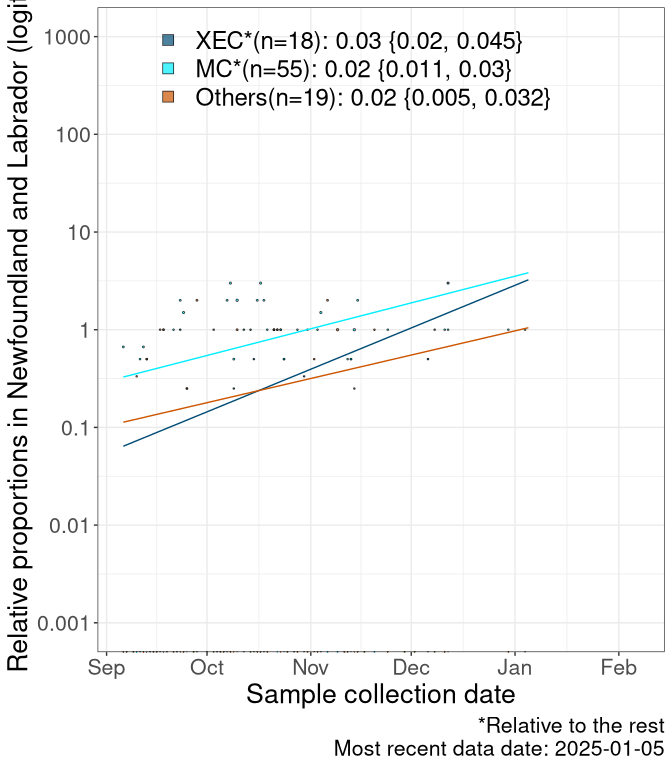 XEC*(n=18): 0.03 {0.02, 0.045}
MC*(n=55): 0.02 {0.011, 0.03}
Others(n=19): 0.02 {0.005, 0.032}
Relative proportions in Newfoundland and Labrador (logit
1000
100
10
1
0.1
0.01
0.001
Sep Oct Nov Dec Jan Feb
Sample collection date
*Relative to the rest
Most recent data date: 2025-01-05